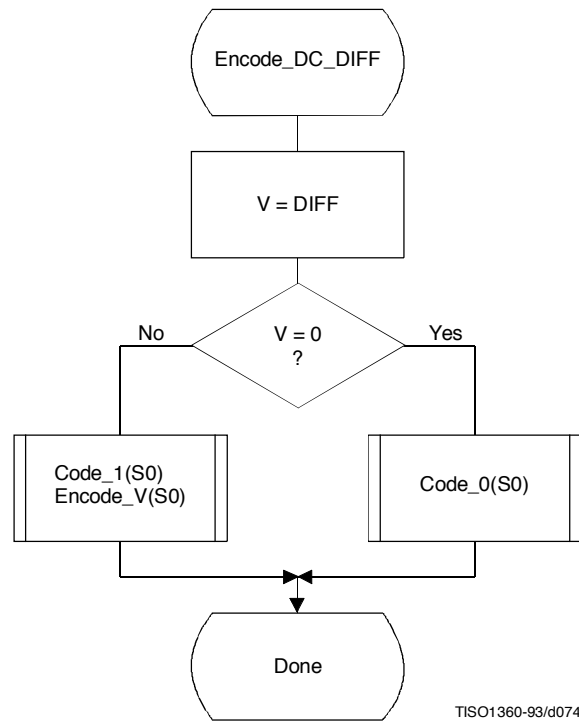 Encode_DC_DIFF
V = DIFF
V = 0
?
No
Yes
Code_1(S0)
Encode_V(S0)
Code_0(S0)
Done
TISO1360-93/d074